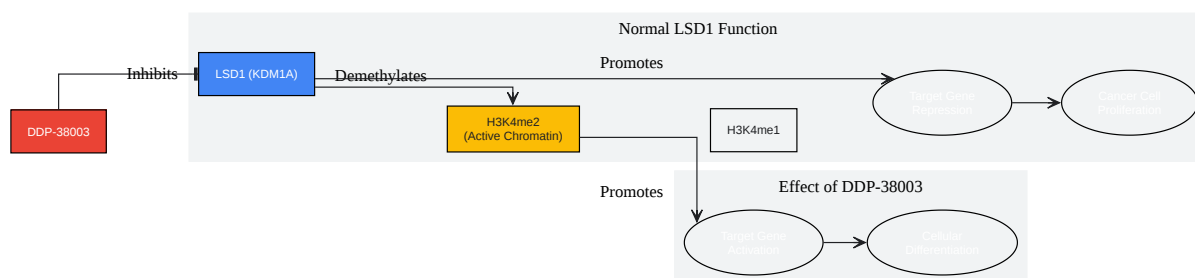 Normal LSD1 Function
Inhibits
LSD1 (KDM1A)
Demethylates
Promotes
Target Gene
Repression
Cancer Cell
Proliferation
DDP-38003
H3K4me2
(Active Chromatin)
H3K4me1
Promotes
Effect of DDP-38003
Target Gene
Activation
Cellular
Differentiation